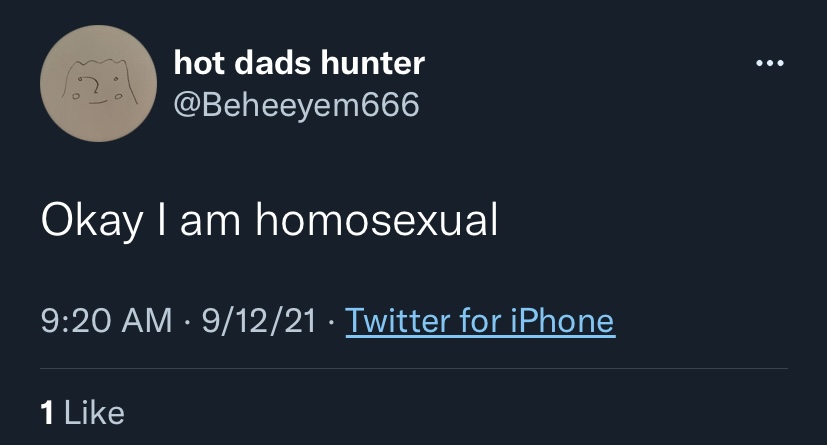 hot dads hunter
@Beheeyem666
Okay I am homosexual
9:20 AM · 9/12/21 · Twitter for iPhone
1 Like